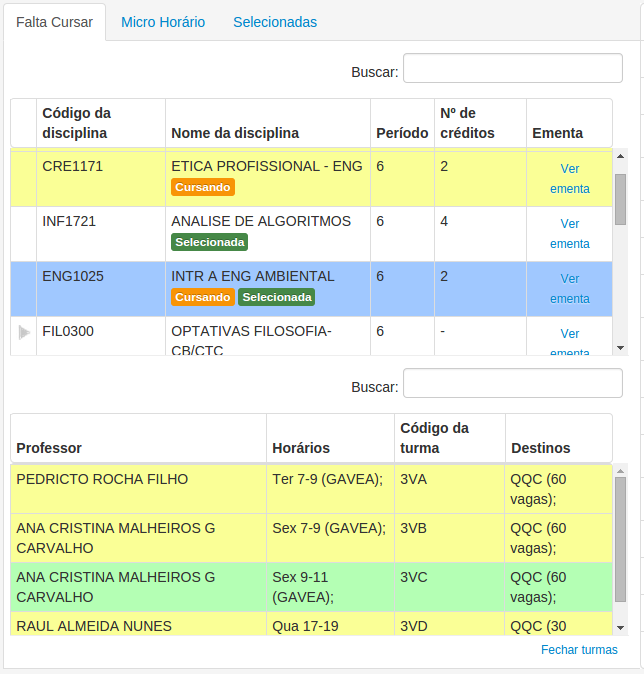 Falta Cursar Micro Horário Selecionadas
Buscar:
Código da disciplina Nome da disciplina Período Nº de créditos Ementa
CRE1171 ETICA PROFISSIONAL - ENG 6 2 Ver ementa
Cursando
INF1721 ANALISE DE ALGORITMOS 6 4 Ver ementa
Selecionada
ENG1025 INTR A ENG AMBIENTAL 6 2 Ver ementa
Cursando Selecionada
FIL0300 OPTATIVAS FILOSOFIA- 6 - Ver ementa
CB/CTC
Buscar:
Professor Horários Código da turma Destinos
PEDRICTO ROCHA FILHO Ter 7-9 (GAVEA); 3VA QQC (60 vagas);
ANA CRISTINA MALHEIROS G CARVALHO Sex 7-9 (GAVEA); 3VB QQC (60 vagas);
ANA CRISTINA MALHEIROS G CARVALHO Sex 9-11 (GAVEA); 3VC QQC (60 vagas);
RAUL ALMEIDA NUNES Qua 17-19 3VD QQC (30
Fechar turmas